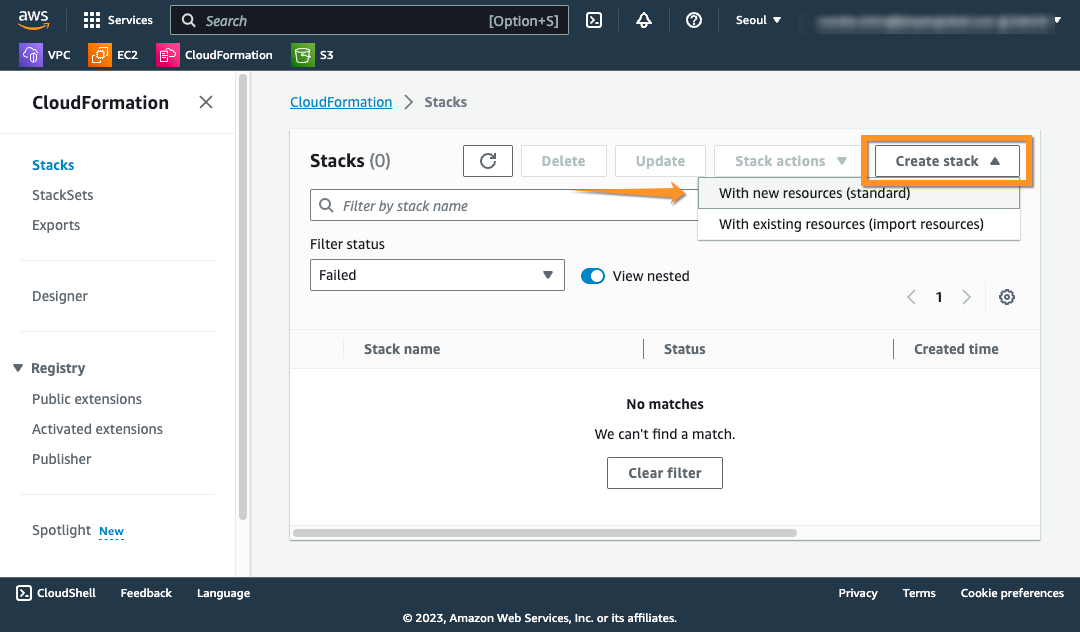 aws
Services
Search [Option+S]
Seoul
VPC EC2 CloudFormation S3
CloudFormation
Stacks
StackSets
Exports
Designer
Registry
Public extensions
Activated extensions
Publisher
Spotlight New
CloudFormation Stacks
Stacks (0)
Delete Update Stack actions Create stack
With new resources (standard)
With existing resources (import resources)
Filter by stack name
Filter status
Failed
View nested
1
Stack name Status Created time
No matches
We can't find a match.
Clear filter
CloudShell Feedback Language Privacy Terms Cookie preferences
© 2023, Amazon Web Services, Inc. or its affiliates.